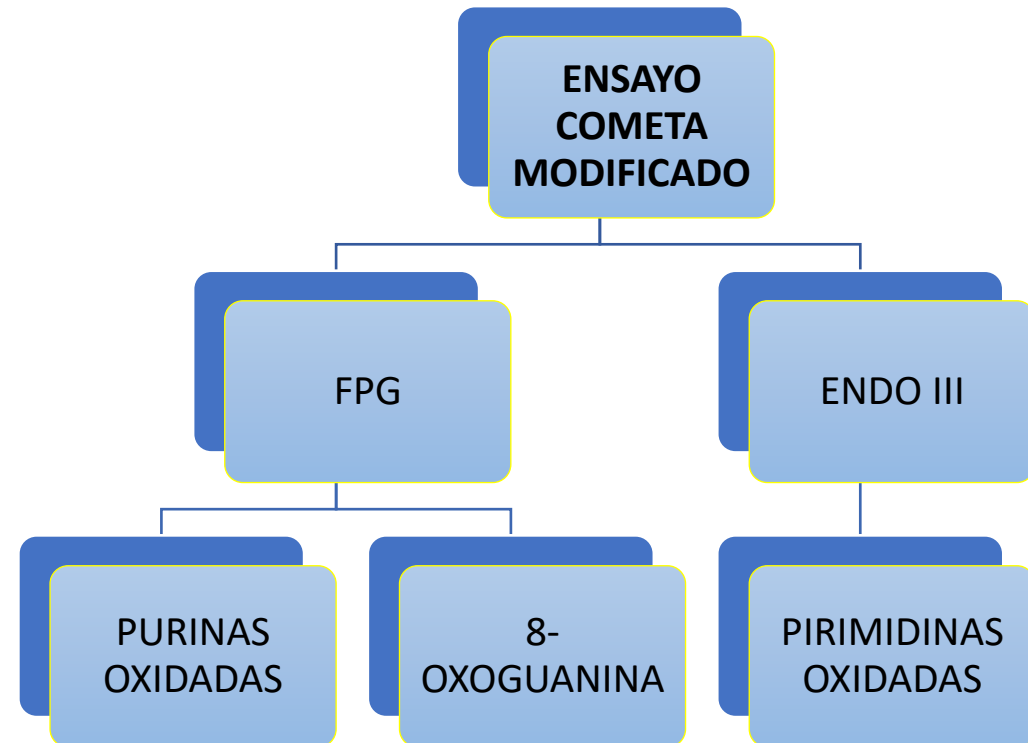 ENSAYO
COMETA
MODIFICADO
FPG
ENDO III
PURINAS
OXIDADAS
8-
OXOGUANINA
PIRIMIDINAS
OXIDADAS